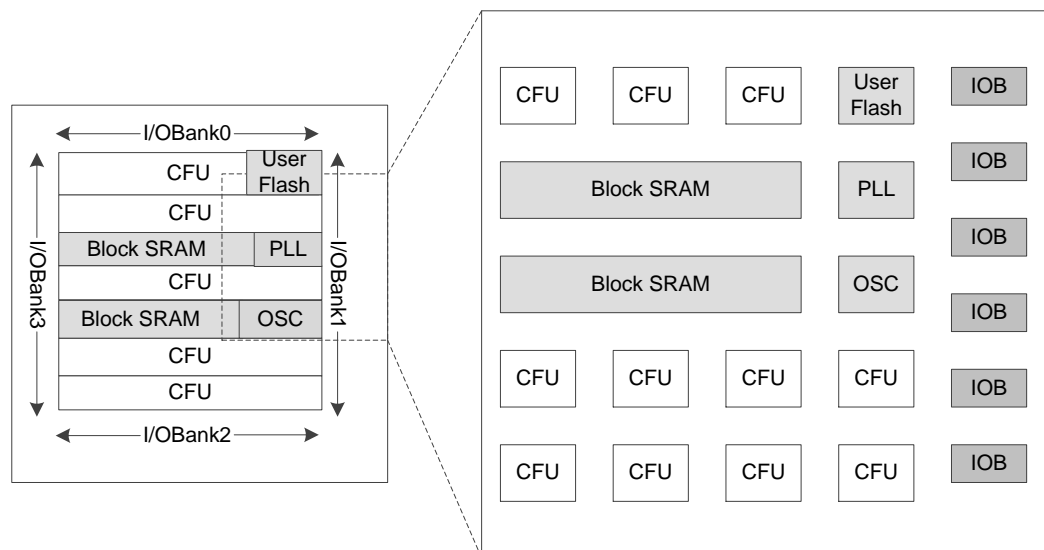 I/OBank0
I/OBank3
I/OBank1
CFU
User
Flash
CFU
Block SRAM
PLL
CFU
Block SRAM
OSC
CFU
CFU
I/OBank2
CFU
CFU
CFU
User
Flash
IOB
IOB
Block SRAM
PLL
IOB
Block SRAM
OSC
IOB
CFU
CFU
CFU
CFU
IOB
CFU
CFU
CFU
CFU
IOB